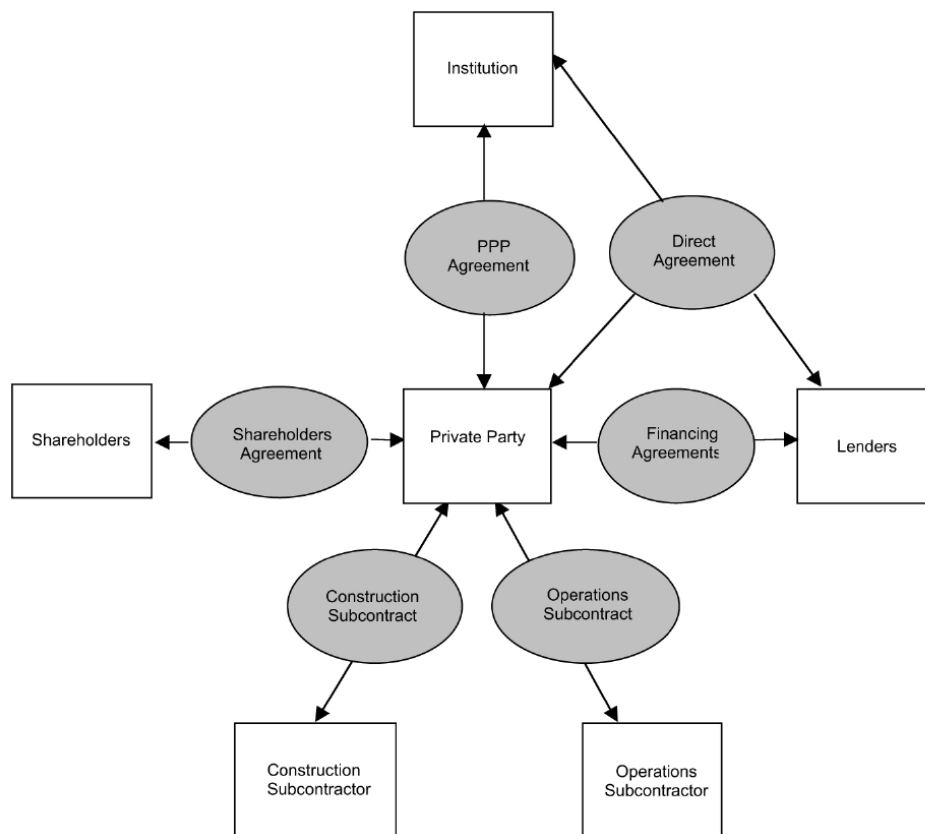 Institution
PPP
Agreement
Direct
Agreement
Shareholders
Shareholders
Agreement
Private Party
Financing
Agreements
Lenders
Construction
Subcontract
Operations
Subcontract
Construction
Subcontractor
Operations
Subcontractor